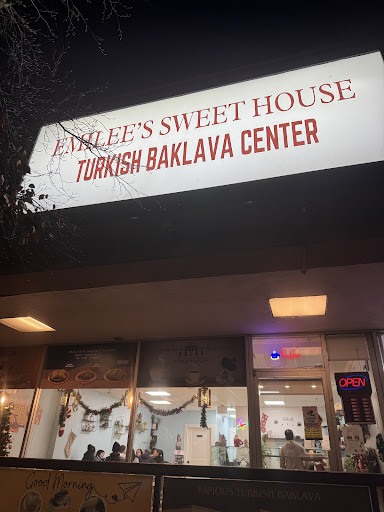 EMILEE'S SWEET HOUSE
TURKISH BAKLAVA CENTER
OPEN
Good Morning
FAMOUS TURKISH BAKLAVA